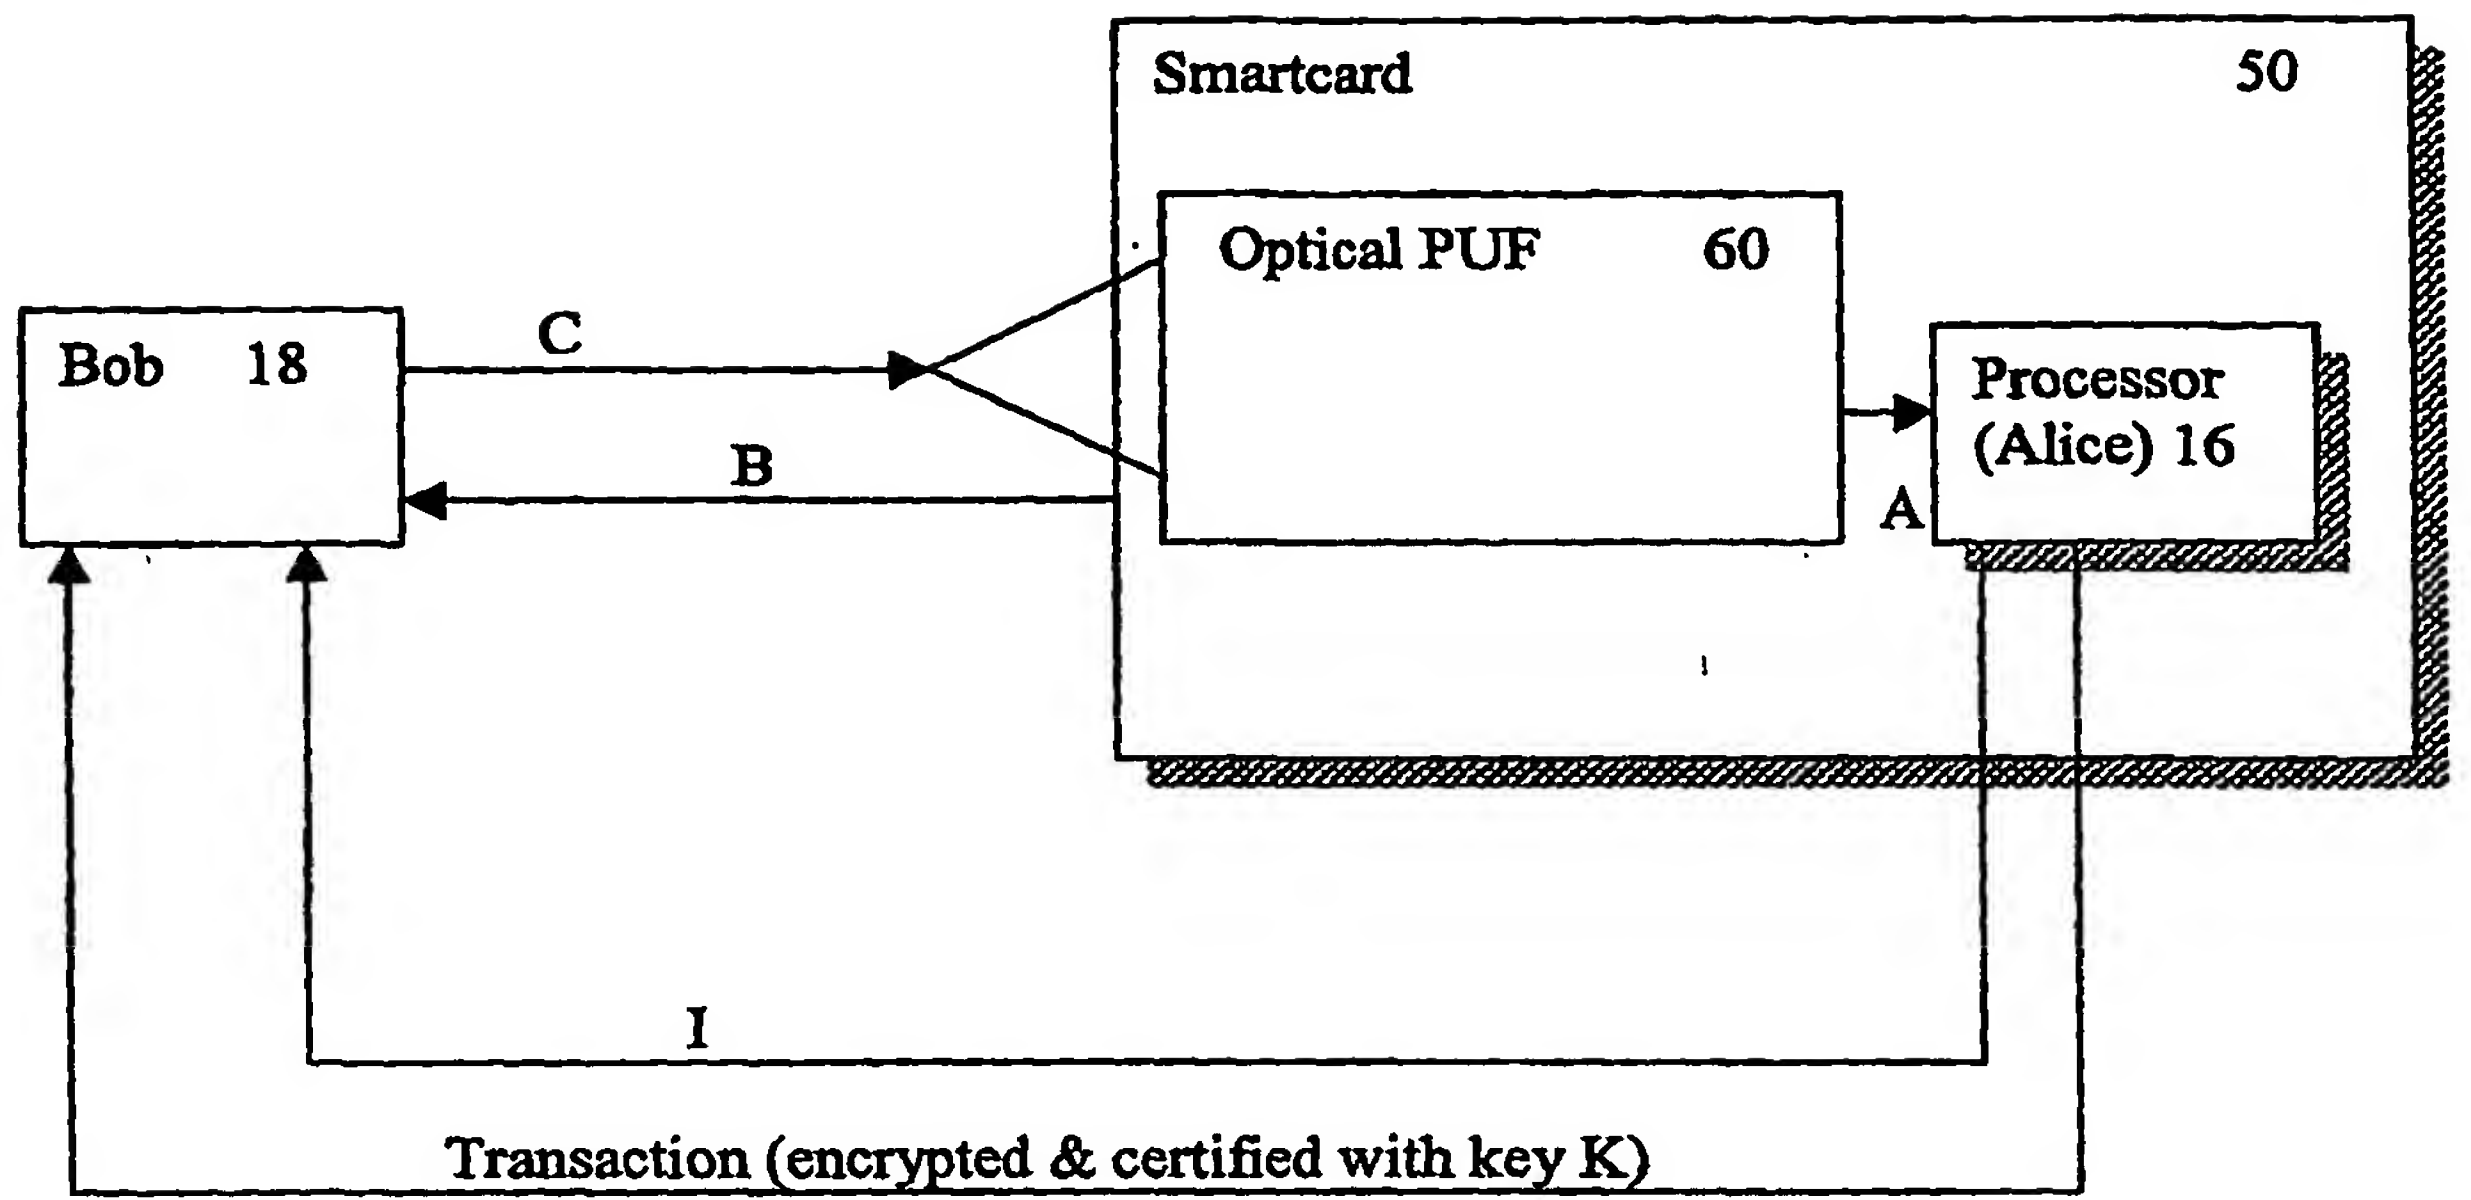 Smartcard 50
Optical PUF 60
C
Bob 18
Processor
(Alice) 16
B
A
I
Transaction (encrypted & certified with key K)